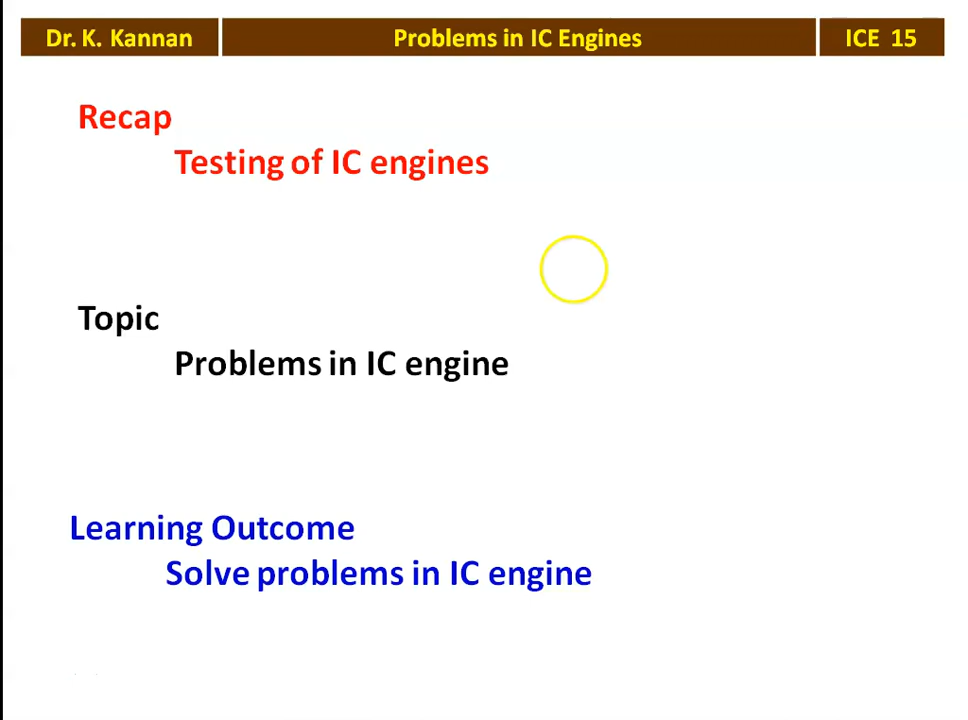 Dr. K. Kannan
Problems in IC Engines
ICE 15
Recap
Testing of IC engines
Topic
Problems in IC engine
Learning Outcome
Solve problems in IC engine